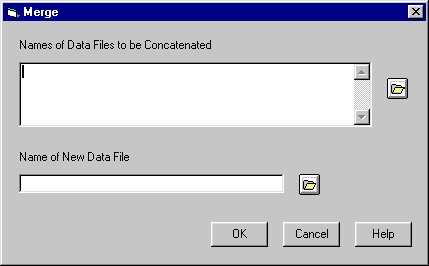 Merge
Names of Data Files to be Concatenated
Name of New Data File
OK Cancel Help